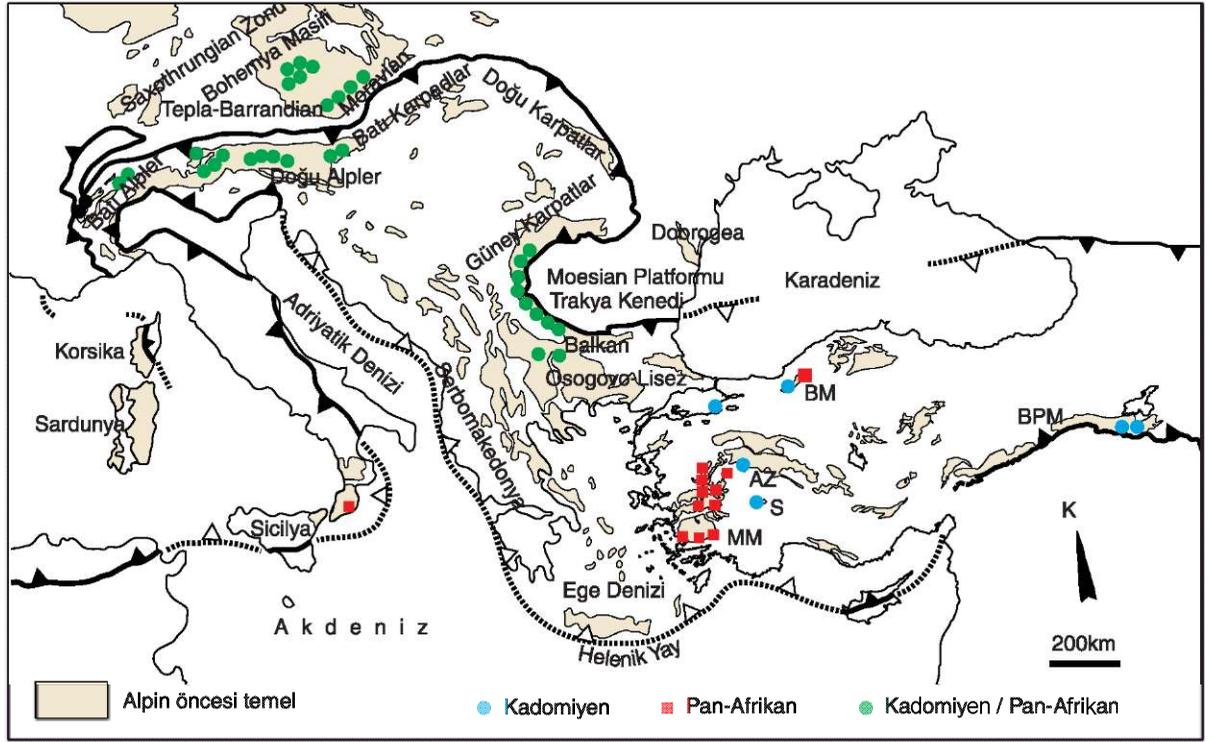 Saxothrungian Zonu
Bohemya Masifi
Moravian
Tepla-Barrandian
Batı Karpatlar
Doğu Karpatlar
Batı Alpler
Doğu Alpler
Güney Karpatlar
Dobrogea
Moesian Platformu
Trakya Kenedi
Karadeniz
Adriyatik Denizi
Korsika
Balkan
Osogovo-Lisez
BM
Serbomakedonya
Sardunya
BPM
AZ
S
K
Sicilya
MM
Ege Denizi
Akdeniz
Helenik Yay
200km
Alpin öncesi temel
Kadomiyen
Pan-Afrikan
Kadomiyen / Pan-Afrikan